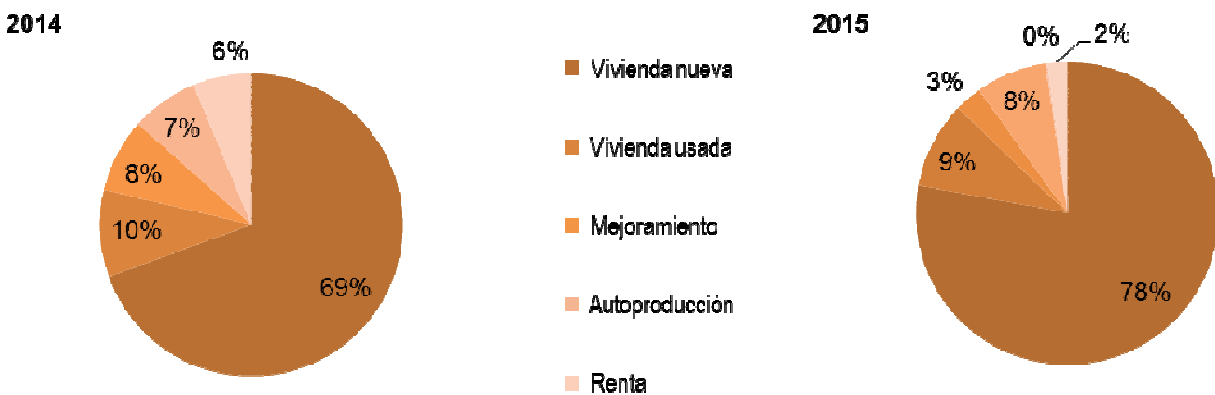 2014
6%
7%
8%
10%
69%
Vivienda nueva
Vivienda usada
Mejoramiento
Autoproducción
Renta
2015
0%
2%
3%
8%
9%
78%